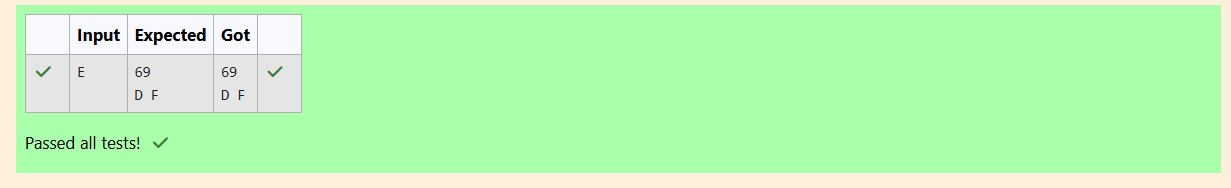 Input Expected Got
E 69 69
D F D F
Passed all tests!